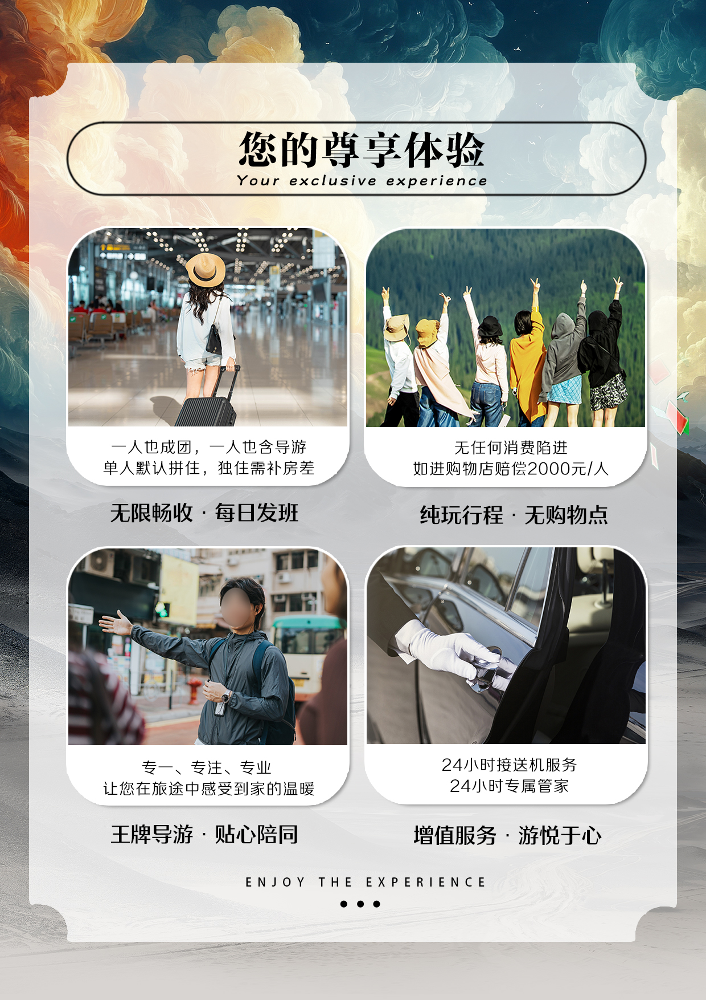 您的尊享体验
Your exclusive experience
一人也成团，一人也含导游
单人默认拼住，独住需补房差
无限畅收 · 每日发班
无任何消费陷进
如进购物店赔偿2000元/人
纯玩行程 · 无购物点
专一、专注、专业
让您在旅途中感受到家的温暖
王牌导游 · 贴心陪同
24小时接送机服务
24小时专属管家
增值服务 · 游悦于心
ENJOY THE EXPERIENCE